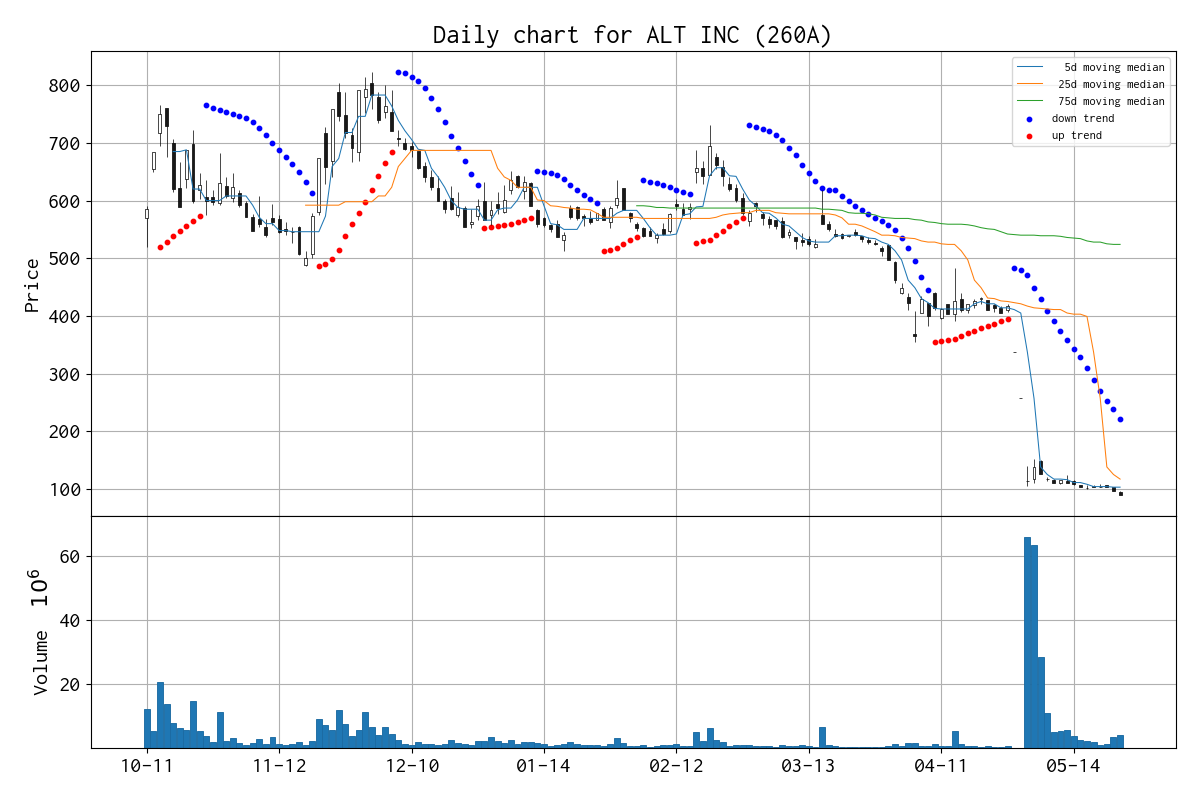 Daily chart for ALT INC (260A)
5d moving median
25d moving median
75d moving median
down trend
up trend
800
700
600
500
400
300
200
100
Price
60
40
20
Volume 10^6
10-11 11-12 12-10 01-14 02-12 03-13 04-11 05-14